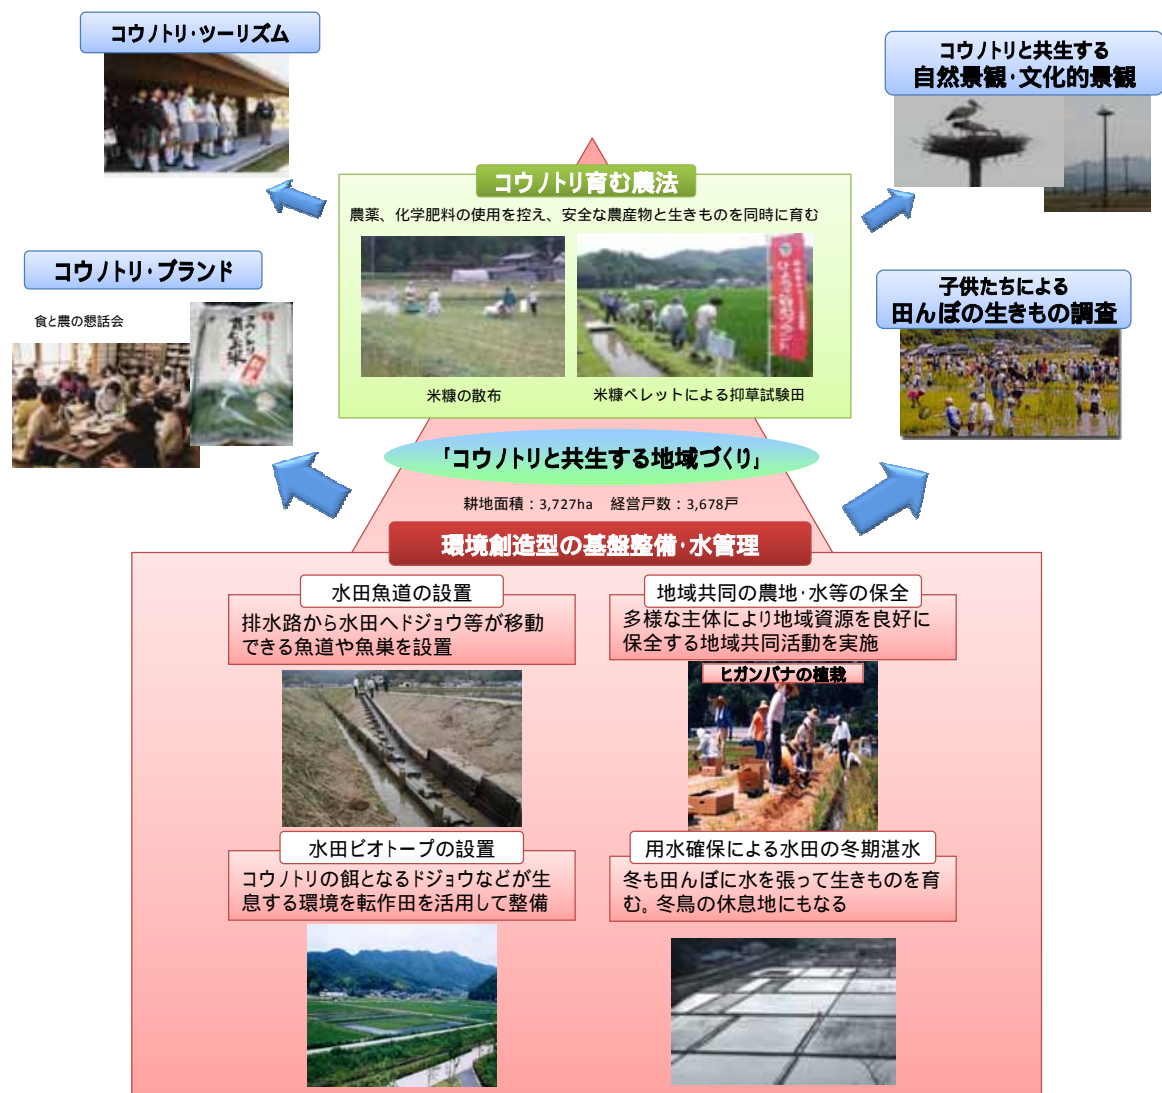 コウノトリ・ツーリズム
コウノトリと共生する
自然景観・文化的景観
コウノトリ育む農法
農薬、化学肥料の使用を控え、安全な農産物と生きものを同時に育む
米糠の散布
米糠ペレットによる抑草試験田
コウノトリ・ブランド
食と農の懇話会
子供たちによる
田んぼの生きもの調査
「コウノトリと共生する地域づくり」
耕地面積：3,727ha　経営戸数：3,678戸
環境創造型の基盤整備・水管理
水田魚道の設置
排水路から水田へドジョウ等が移動
できる魚道や魚巣を設置
地域共同の農地・水等の保全
多様な主体により地域資源を良好に
保全する地域共同活動を実施
ヒガンバナの植栽
水田ビオトープの設置
コウノトリの餌となるドジョウなどが生
息する環境を転作田を活用して整備
用水確保による水田の冬期湛水
冬も田んぼに水を張って生きものを育
む。冬鳥の休息地にもなる